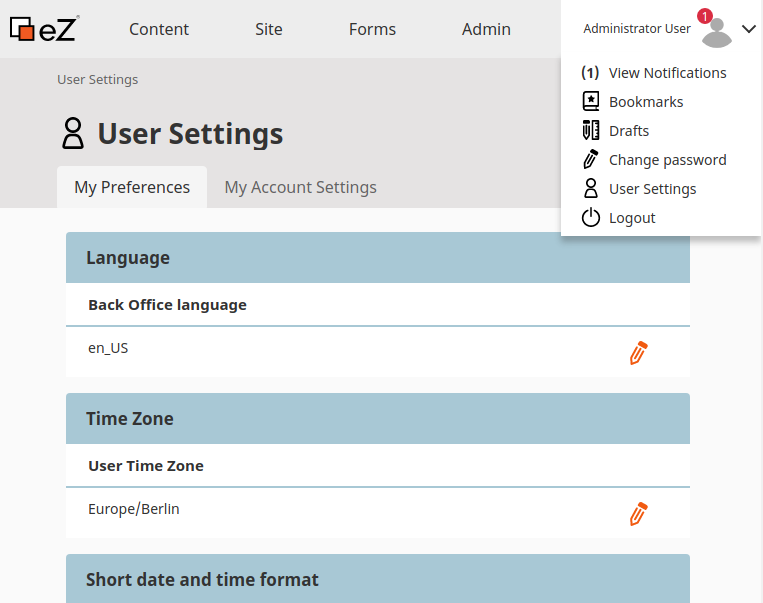 eZ
Content
Site
Forms
Admin
Administrator User
1
(1) View Notifications
Bookmarks
Drafts
Change password
User Settings
Logout
User Settings
User Settings
My Preferences
My Account Settings
Language
Back Office language
en_US
Time Zone
User Time Zone
Europe/Berlin
Short date and time format